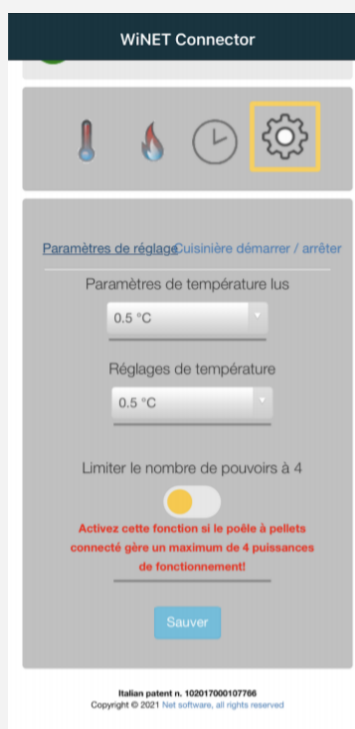 WiNET Connector
Paramètres de réglage Cuisinière démarrer / arrêter
Paramètres de température lus
0.5 °C
Réglages de température
0.5 °C
Limiter le nombre de pouvoirs à 4
Activez cette fonction si le poêle à pellets
connecté gère un maximum de 4 puissances
de fonctionnement!
Sauver
Italian patent n. 102017000107766
Copyright © 2021 Net software, all rights reserved